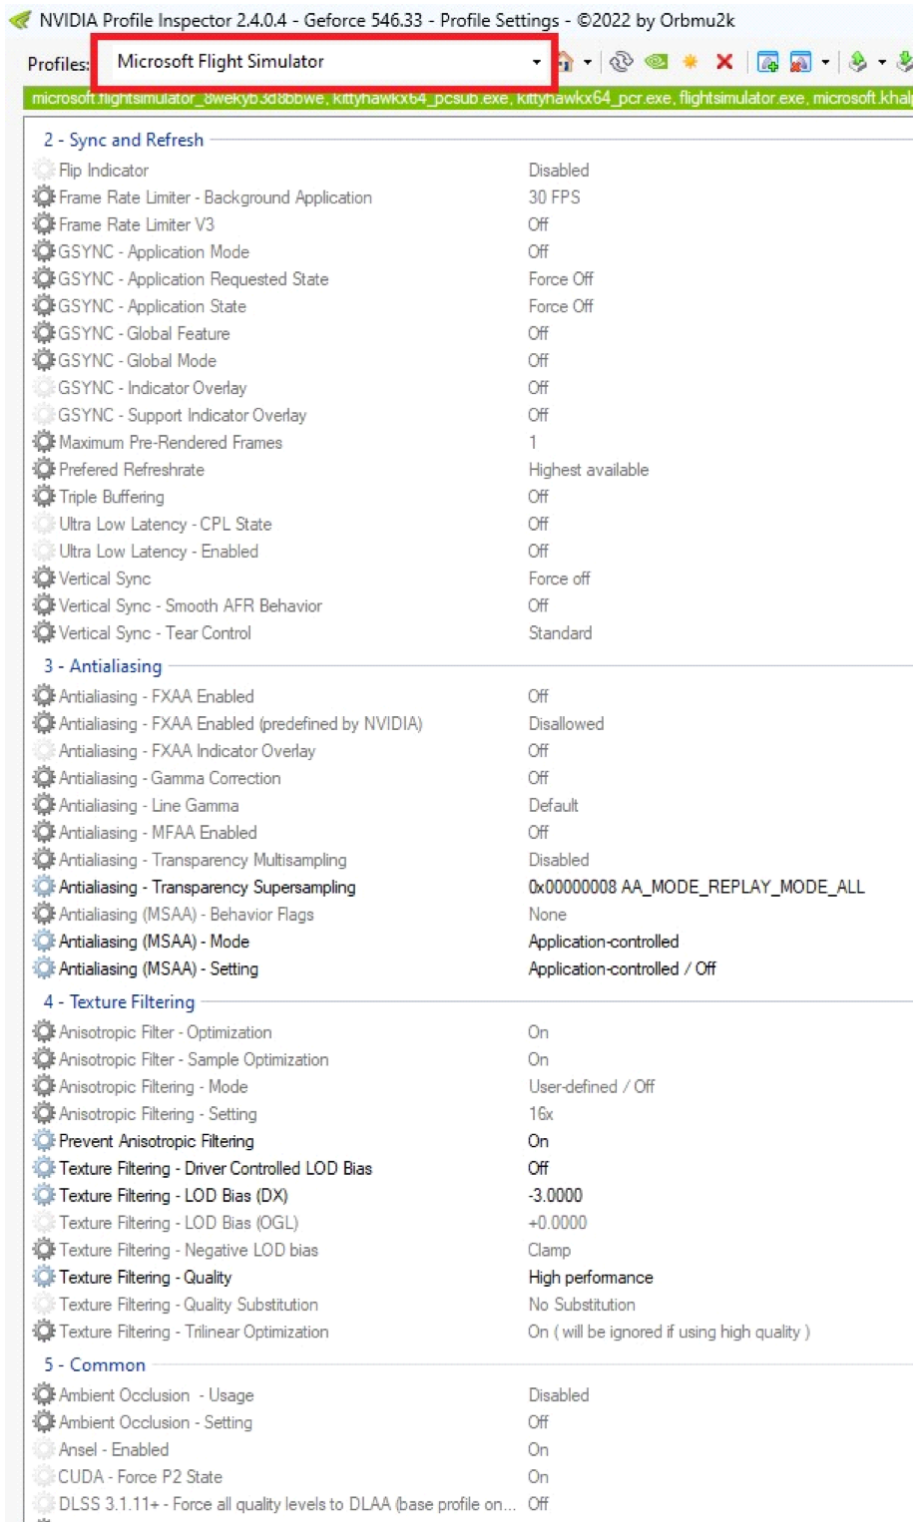 NVIDIA Profile Inspector 2.4.0.4 - Geforce 546.33 - Profile Settings - ©2022 by Orbmu2k
Profiles: Microsoft Flight Simulator
microsoft.flightsimulator_8wekyb3d8bbwe, kittyhawkx64_pcsub.exe, kittyhawkx64_pcr.exe, flightsimulator.exe, microsoft.khalp
2 - Sync and Refresh
Flip Indicator Disabled
Frame Rate Limiter - Background Application 30 FPS
Frame Rate Limiter V3 Off
GSYNC - Application Mode Off
GSYNC - Application Requested State Force Off
GSYNC - Application State Force Off
GSYNC - Global Feature Off
GSYNC - Global Mode Off
GSYNC - Indicator Overlay Off
GSYNC - Support Indicator Overlay Off
Maximum Pre-Rendered Frames 1
Prefered Refreshrate Highest available
Triple Buffering Off
Ultra Low Latency - CPL State Off
Ultra Low Latency - Enabled Off
Vertical Sync Force off
Vertical Sync - Smooth AFR Behavior Off
Vertical Sync - Tear Control Standard
3 - Antialiasing
Antialiasing - FXAA Enabled Off
Antialiasing - FXAA Enabled (predefined by NVIDIA) Disallowed
Antialiasing - FXAA Indicator Overlay Off
Antialiasing - Gamma Correction Off
Antialiasing - Line Gamma Default
Antialiasing - MFAA Enabled Off
Antialiasing - Transparency Multisampling Disabled
Antialiasing - Transparency Supersampling 0x00000008 AA_MODE_REPLAY_MODE_ALL
Antialiasing (MSAA) - Behavior Flags None
Antialiasing (MSAA) - Mode Application-controlled
Antialiasing (MSAA) - Setting Application-controlled / Off
4 - Texture Filtering
Anisotropic Filter - Optimization On
Anisotropic Filter - Sample Optimization On
Anisotropic Filtering - Mode User-defined / Off
Anisotropic Filtering - Setting 16x
Prevent Anisotropic Filtering On
Texture Filtering - Driver Controlled LOD Bias Off
Texture Filtering - LOD Bias (DX) -3.0000
Texture Filtering - LOD Bias (OGL) +0.0000
Texture Filtering - Negative LOD bias Clamp
Texture Filtering - Quality High performance
Texture Filtering - Quality Substitution No Substitution
Texture Filtering - Trilinear Optimization On ( will be ignored if using high quality )
5 - Common
Ambient Occlusion - Usage Disabled
Ambient Occlusion - Setting Off
Ansel - Enabled On
CUDA - Force P2 State On
DLSS 3.1.11+ - Force all quality levels to DLAA (base profile on... Off